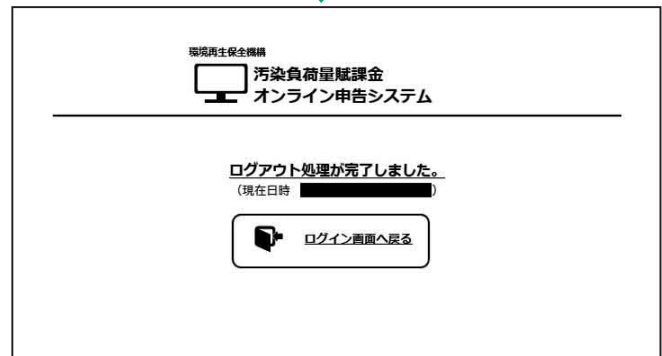 環境再生保全機構
汚染負荷量賦課金
オンライン申告システム
ログアウト処理が完了しました。
(現在日時 )
ログイン画面へ戻る